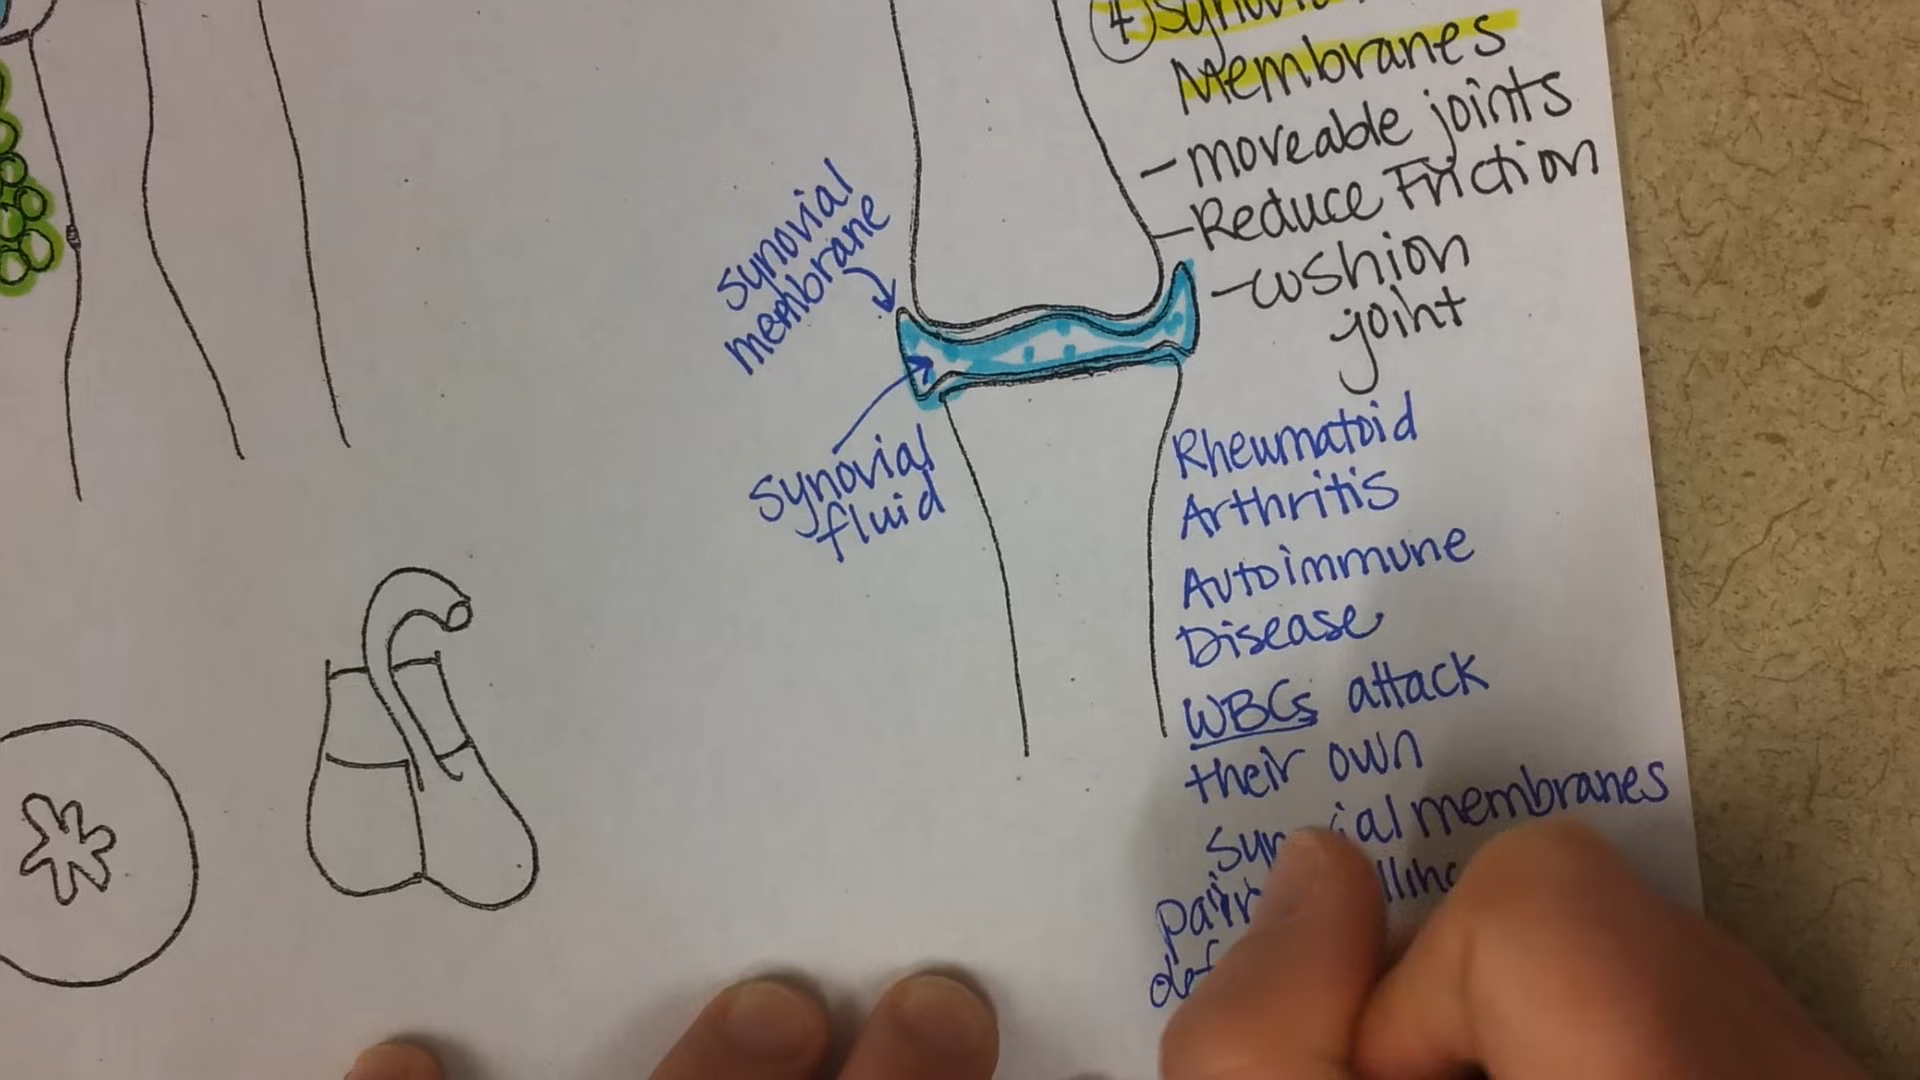 4
Membranes
- moveable joints
- Reduce Friction
- cushion
joint
synovial
membrane
synovial
fluid
Rheumatoid
Arthritis
Autoimmune
Disease
WBCs attack
their own
membranes